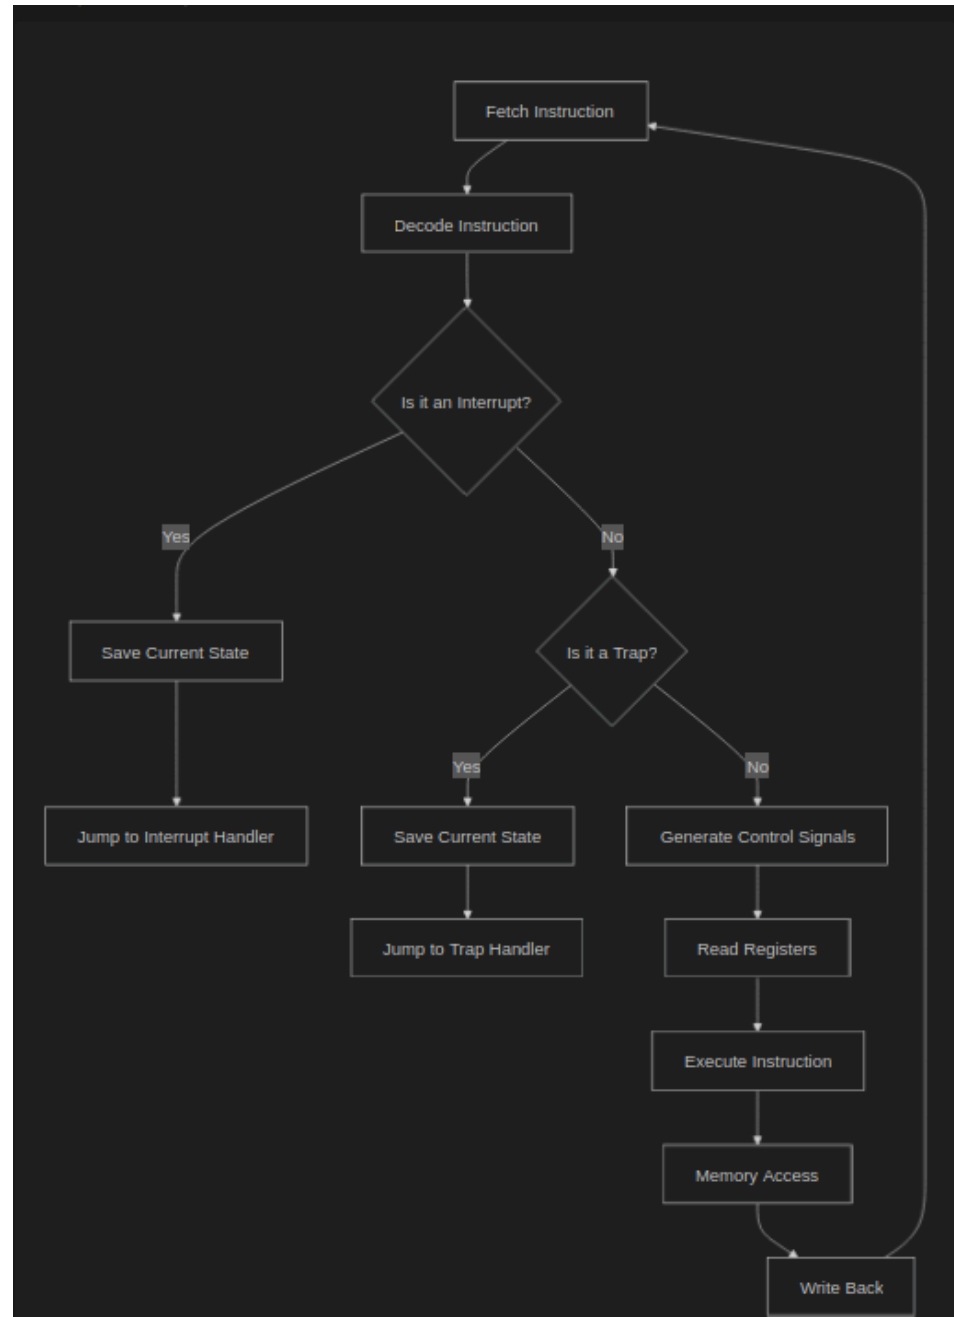 Fetch Instruction
Decode Instruction
Is it an Interrupt?
Yes
No
Save Current State
Is it a Trap?
Yes
No
Jump to Interrupt Handler
Save Current State
Generate Control Signals
Jump to Trap Handler
Read Registers
Execute Instruction
Memory Access
Write Back